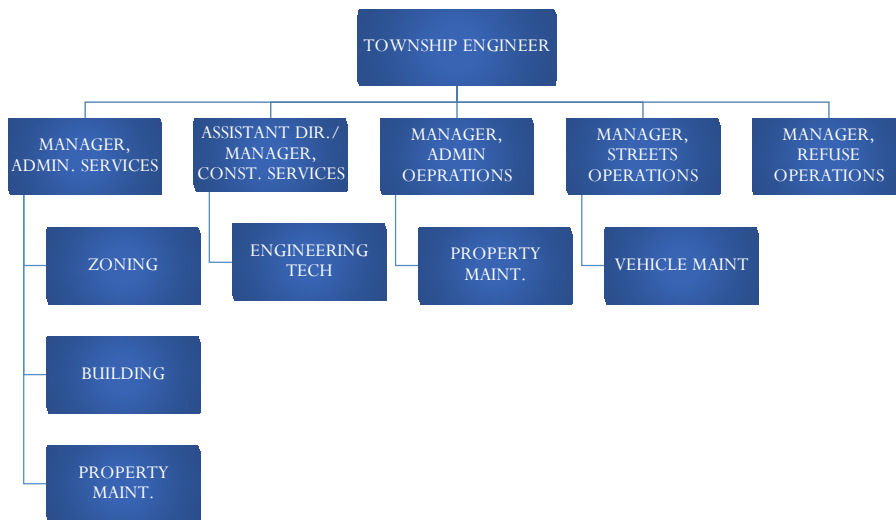 TOWNSHIP ENGINEER
MANAGER,
ADMIN. SERVICES
ASSISTANT DIR./
MANAGER,
CONST. SERVICES
MANAGER,
ADMIN
OEPRATIONS
MANAGER,
STREETS
OPERATIONS
MANAGER,
REFUSE
OPERATIONS
ZONING
ENGINEERING
TECH
PROPERTY
MAINT.
VEHICLE MAINT
BUILDING
PROPERTY
MAINT.